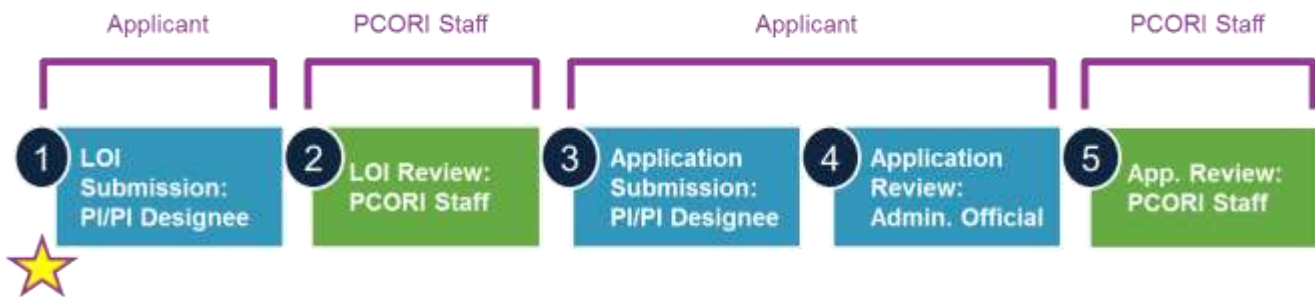 Applicant
PCORI Staff
Applicant
PCORI Staff
1
LOI
Submission:
PI/PI Designee
2
LOI Review:
PCORI Staff
3
Application
Submission:
PI/PI Designee
4
Application
Review:
Admin. Official
5
App. Review:
PCORI Staff